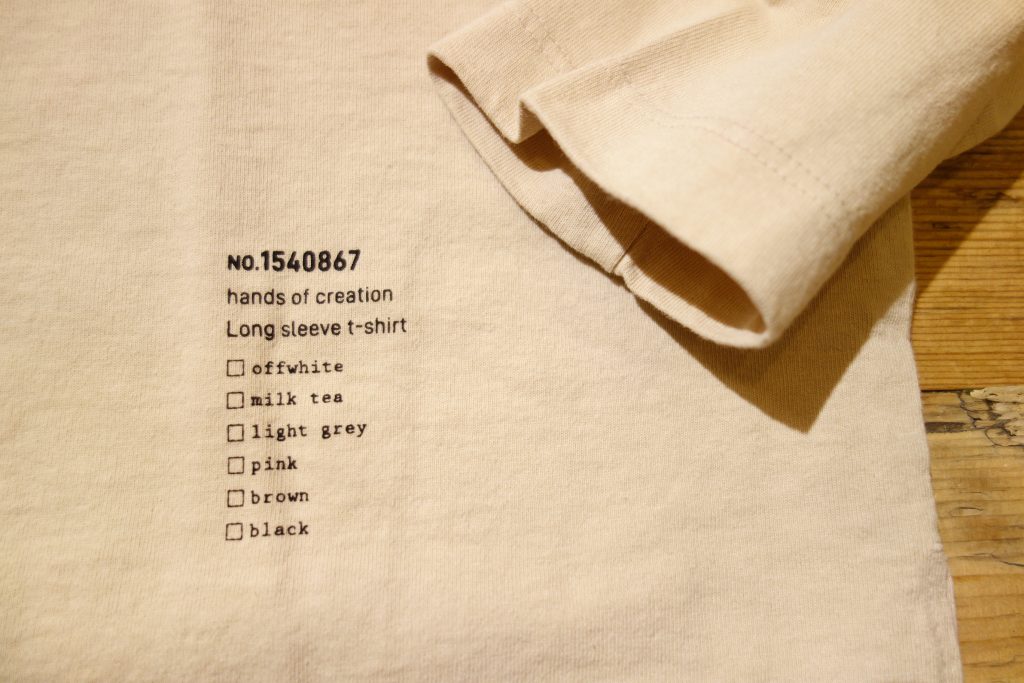 NO.1540867
hands of creation
Long sleeve t-shirt
☐ offwhite
☐ milk tea
☐ light grey
☐ pink
☐ brown
☐ black